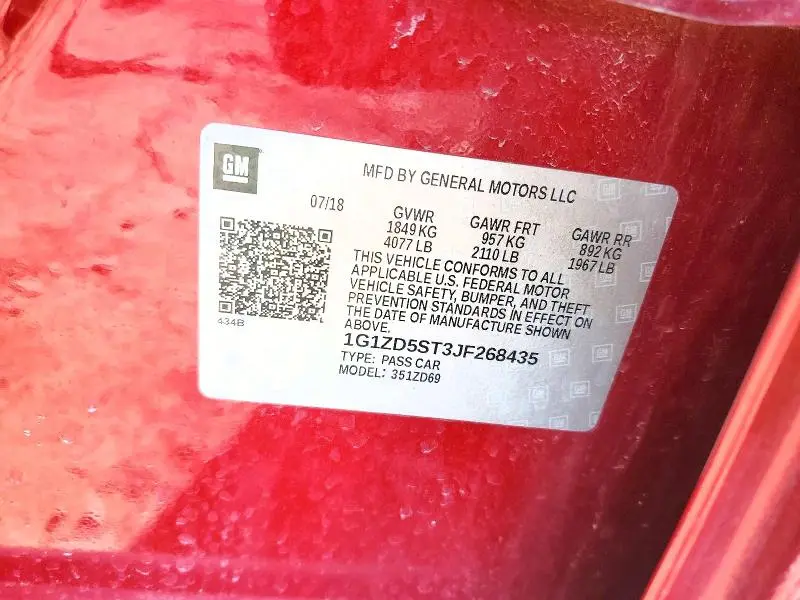 GM
MFD BY GENERAL MOTORS LLC
07/18
GVWR
1849 KG
4077 LB
GAWR FRT
957 KG
2110 LB
GAWR RR
892 KG
1967 LB
THIS VEHICLE CONFORMS TO ALL
APPLICABLE U.S. FEDERAL MOTOR
VEHICLE SAFETY, BUMPER, AND THEFT
PREVENTION STANDARDS IN EFFECT ON
THE DATE OF MANUFACTURE SHOWN
ABOVE.
434B
1G1ZD5ST3JF268435
TYPE: PASS CAR
MODEL: 351ZD69